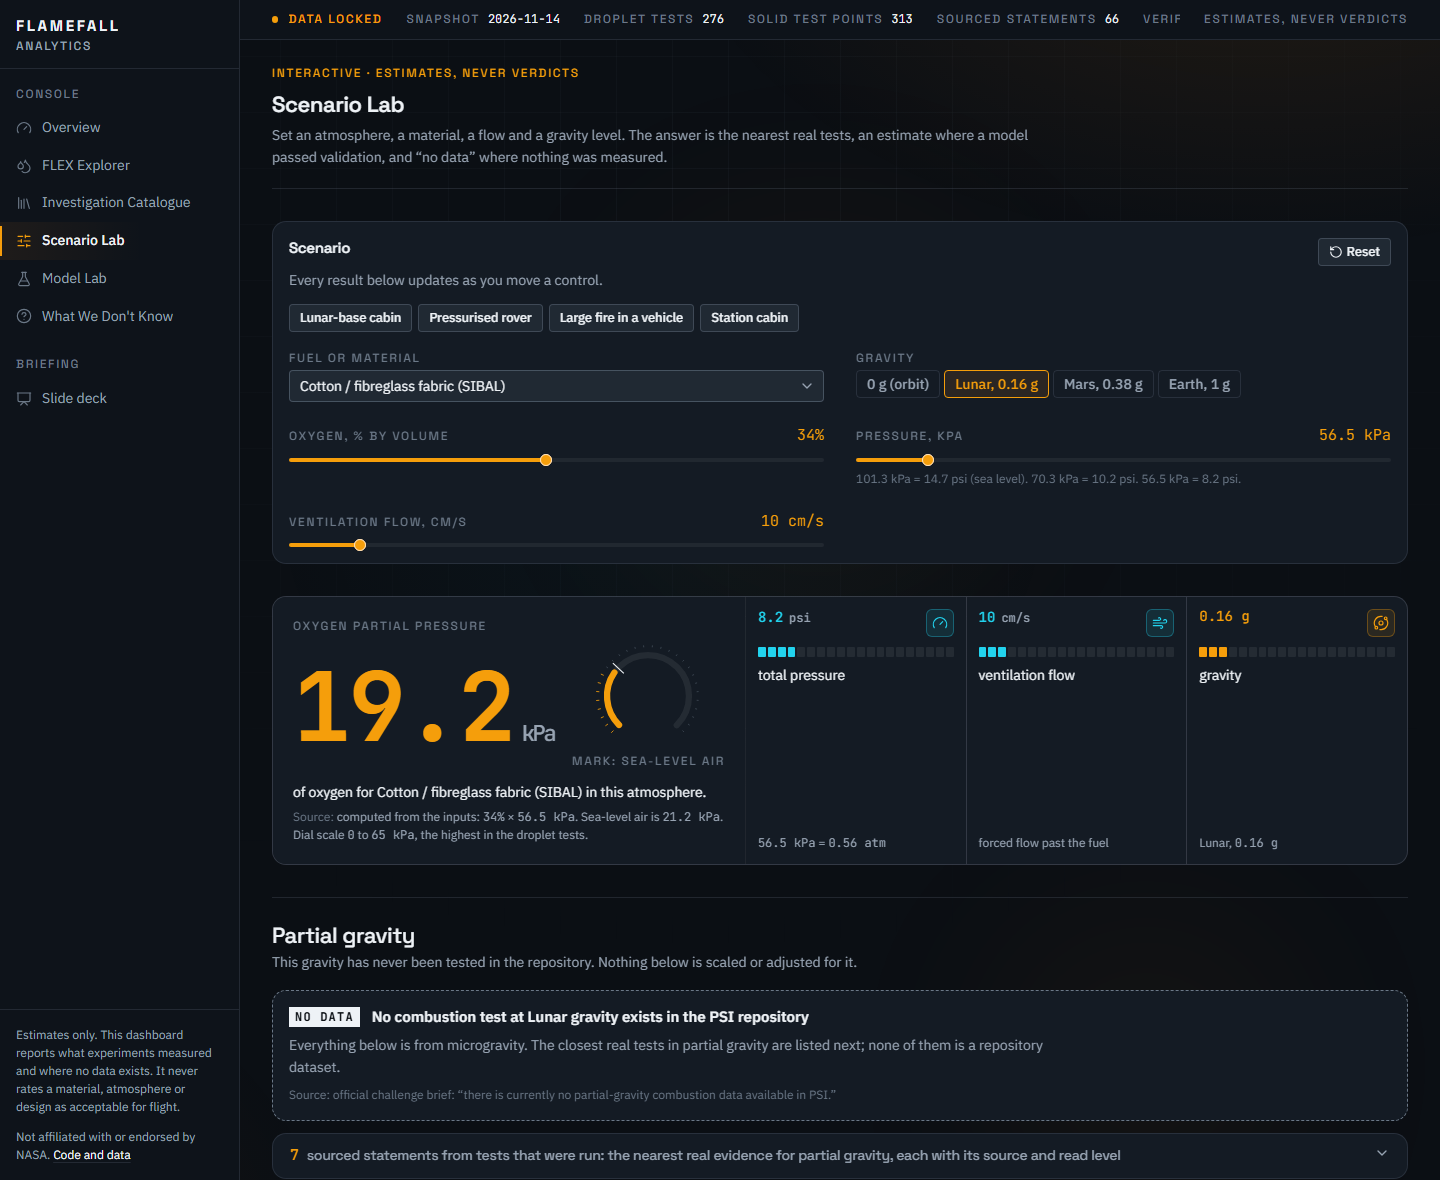 FLAMEFALL
ANALYTICS
CONSOLE
Overview
FLEX Explorer
Investigation Catalogue
Scenario Lab
Model Lab
What We Don't Know
BRIEFING
Slide deck
Estimates only. This dashboard
reports what experiments measured
and where no data exists. It never
rates a material, atmosphere or
design as acceptable for flight.
Not affiliated with or endorsed by
NASA. Code and data
DATA LOCKED SNAPSHOT 2026-11-14 DROPLET TESTS 276 SOLID TEST POINTS 313 SOURCED STATEMENTS 66 VERIF ESTIMATES, NEVER VERDICTS
INTERACTIVE · ESTIMATES, NEVER VERDICTS
Scenario Lab
Set an atmosphere, a material, a flow and a gravity level. The answer is the nearest real tests, an estimate where a model
passed validation, and “no data” where nothing was measured.
Scenario
Reset
Every result below updates as you move a control.
Lunar-base cabin Pressurised rover Large fire in a vehicle Station cabin
FUEL OR MATERIAL
Cotton / fibreglass fabric (SIBAL)
GRAVITY
0 g (orbit) Lunar, 0.16 g Mars, 0.38 g Earth, 1 g
OXYGEN, % BY VOLUME 34%
PRESSURE, KPA 56.5 kPa
101.3 kPa = 14.7 psi (sea level). 70.3 kPa = 10.2 psi. 56.5 kPa = 8.2 psi.
VENTILATION FLOW, CM/S 10 cm/s
OXYGEN PARTIAL PRESSURE
19.2 kPa
MARK: SEA-LEVEL AIR
of oxygen for Cotton / fibreglass fabric (SIBAL) in this atmosphere.
Source: computed from the inputs: 34% × 56.5 kPa. Sea-level air is 21.2 kPa.
Dial scale 0 to 65 kPa, the highest in the droplet tests.
8.2 psi
total pressure
56.5 kPa = 0.56 atm
10 cm/s
ventilation flow
forced flow past the fuel
0.16 g
gravity
Lunar, 0.16 g
Partial gravity
This gravity has never been tested in the repository. Nothing below is scaled or adjusted for it.
NO DATA No combustion test at Lunar gravity exists in the PSI repository
Everything below is from microgravity. The closest real tests in partial gravity are listed next; none of them is a repository
dataset.
Source: official challenge brief: “there is currently no partial-gravity combustion data available in PSI.”
7 sourced statements from tests that were run: the nearest real evidence for partial gravity, each with its source and read level